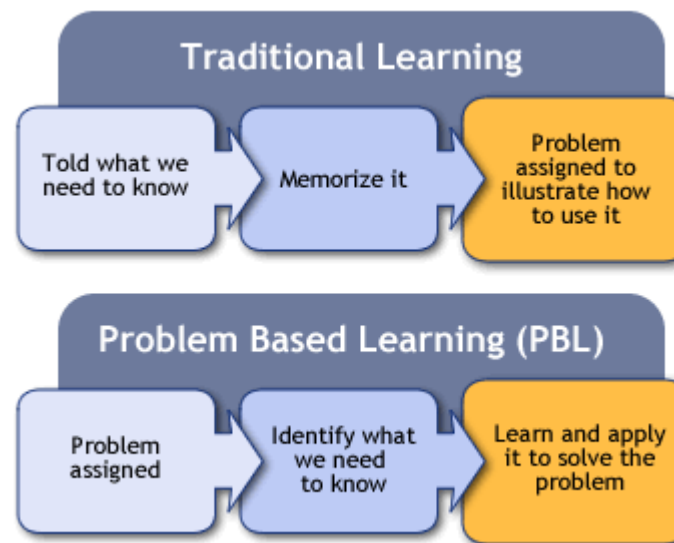 Traditional Learning
Told what we
need to know
Memorize it
Problem
assigned to
illustrate how
to use it
Problem Based Learning (PBL)
Problem
assigned
Identify what
we need
to know
Learn and apply
it to solve the
problem